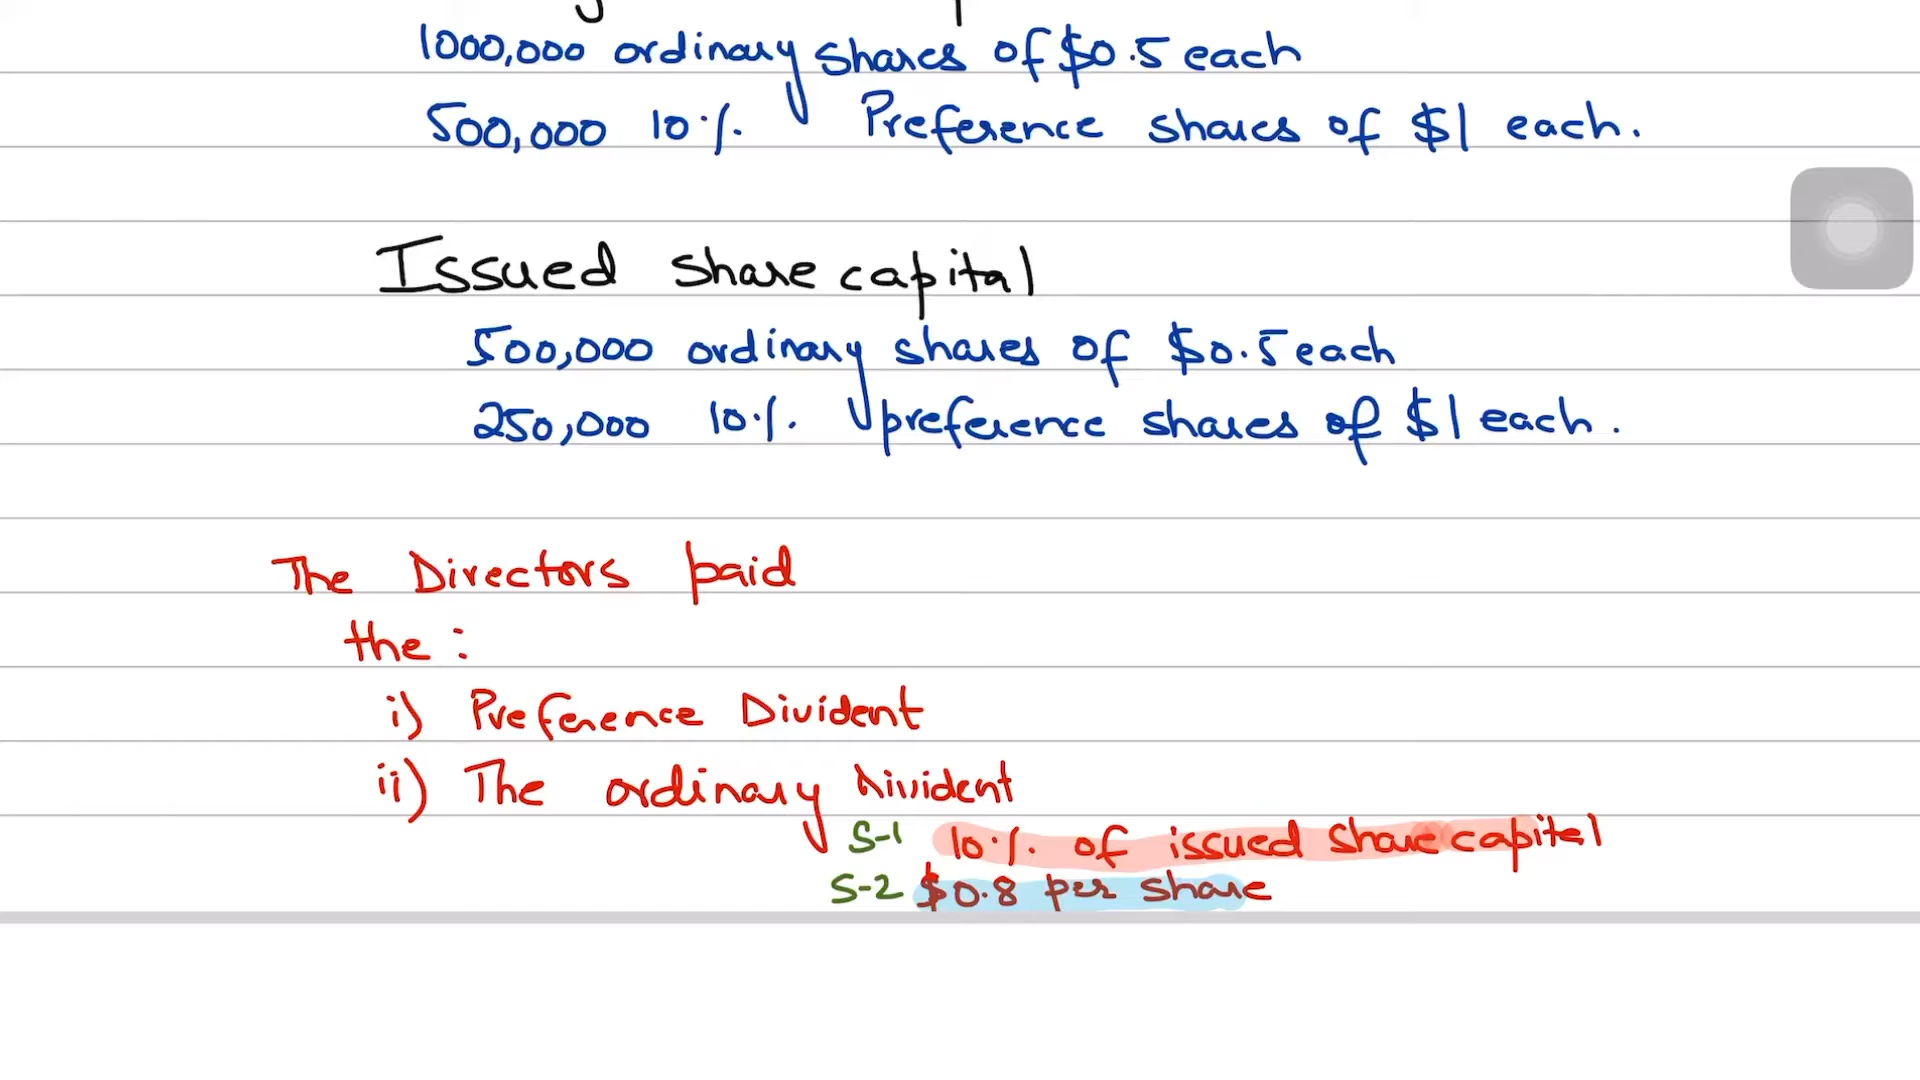 1000,000 ordinary shares of $0.5 each
500,000 10% Preference shares of $1 each.
Issued share capital
500,000 ordinary shares of $0.5 each
250,000 10% preference shares of $1 each.
The Directors paid
the :
i) Preference Divident
ii) The ordinary Divident
S-1 10% of issued share capital
S-2 $0.8 per share